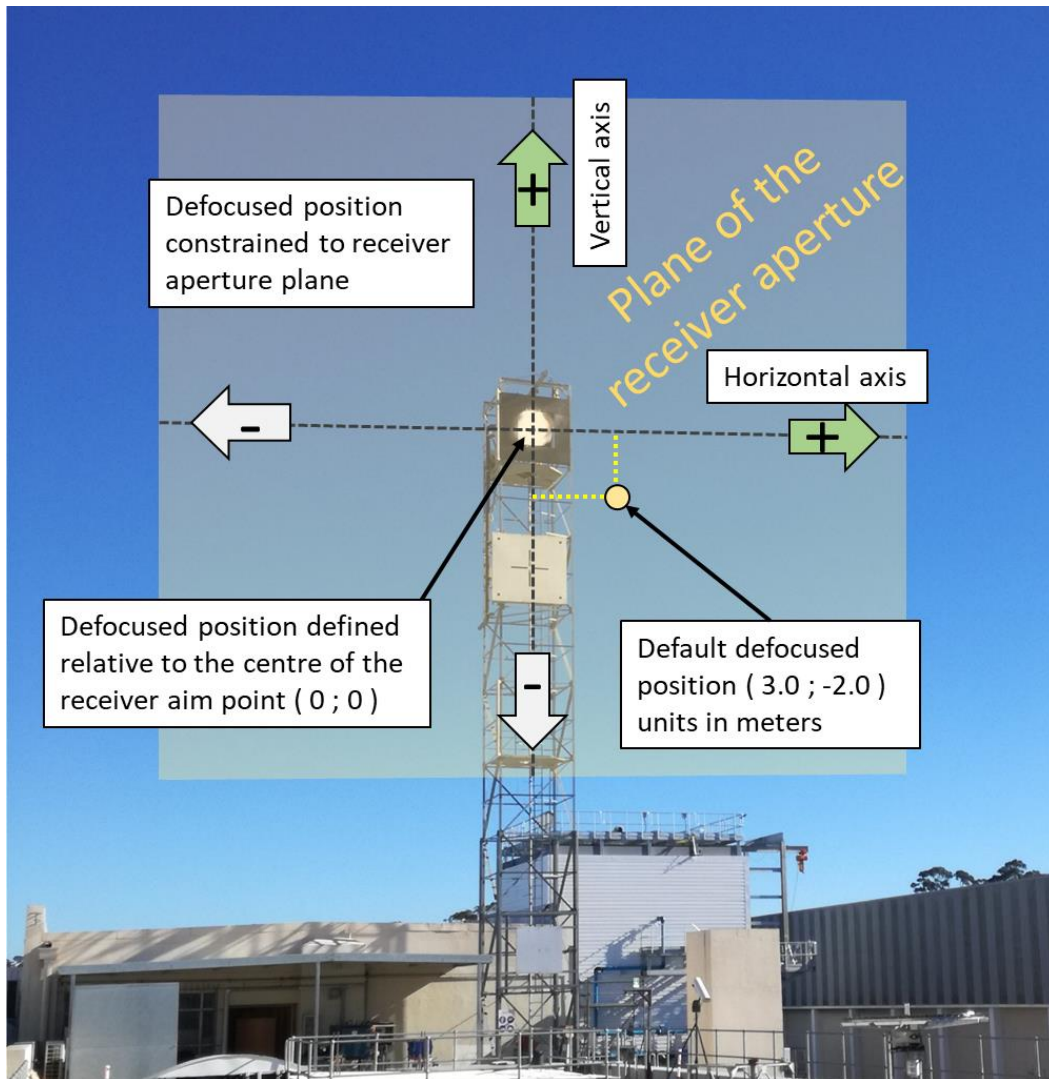 Vertical axis
+
Plane of the
receiver aperture
Defocused position
constrained to receiver
aperture plane
Horizontal axis
-
+
Defocused position defined
relative to the centre of the
receiver aim point ( 0 ; 0 )
-
Default defocused
position ( 3.0 ; -2.0 )
units in meters